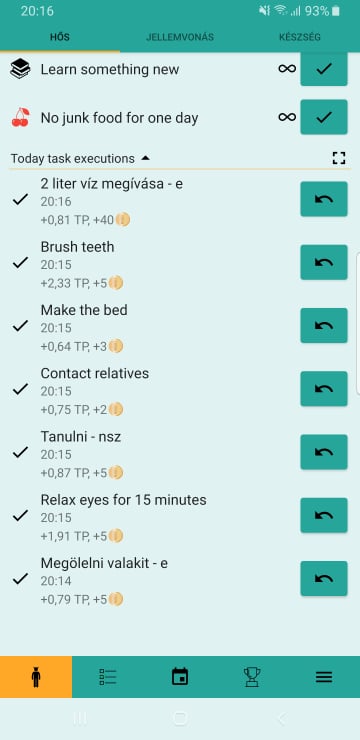 20:16
93%
HŐS
JELLEMVONÁS
KÉSZSÉG
Learn something new
∞
No junk food for one day
∞
Today task executions
2 liter víz megívása - e
20:16
+0,81 TP, +40
Brush teeth
20:15
+2,33 TP, +5
Make the bed
20:15
+0,64 TP, +3
Contact relatives
20:15
+0,75 TP, +2
Tanulni - nsz
20:15
+0,87 TP, +5
Relax eyes for 15 minutes
20:15
+1,91 TP, +5
Megölelni valakit - e
20:14
+0,79 TP, +5